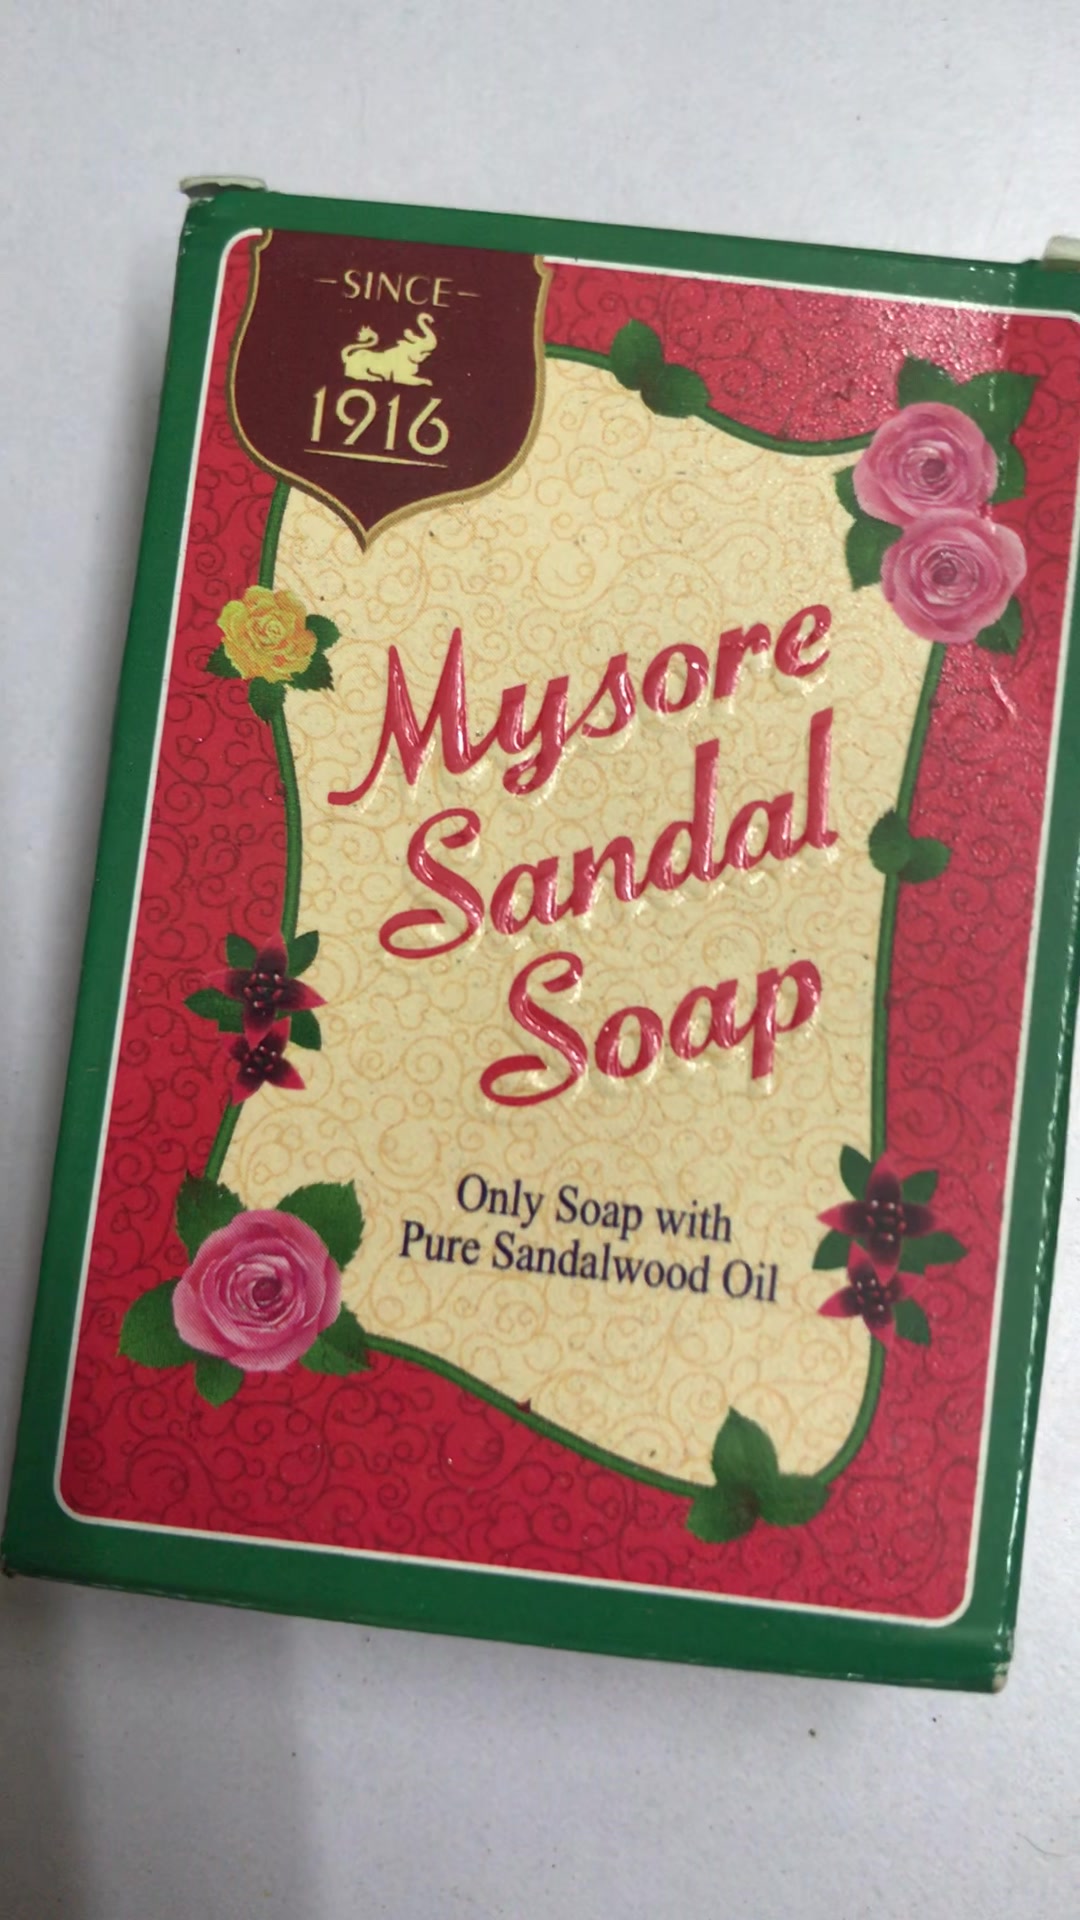 -SINCE-
1916
Mysore
Sandal
Soap
Only Soap with
Pure Sandalwood Oil